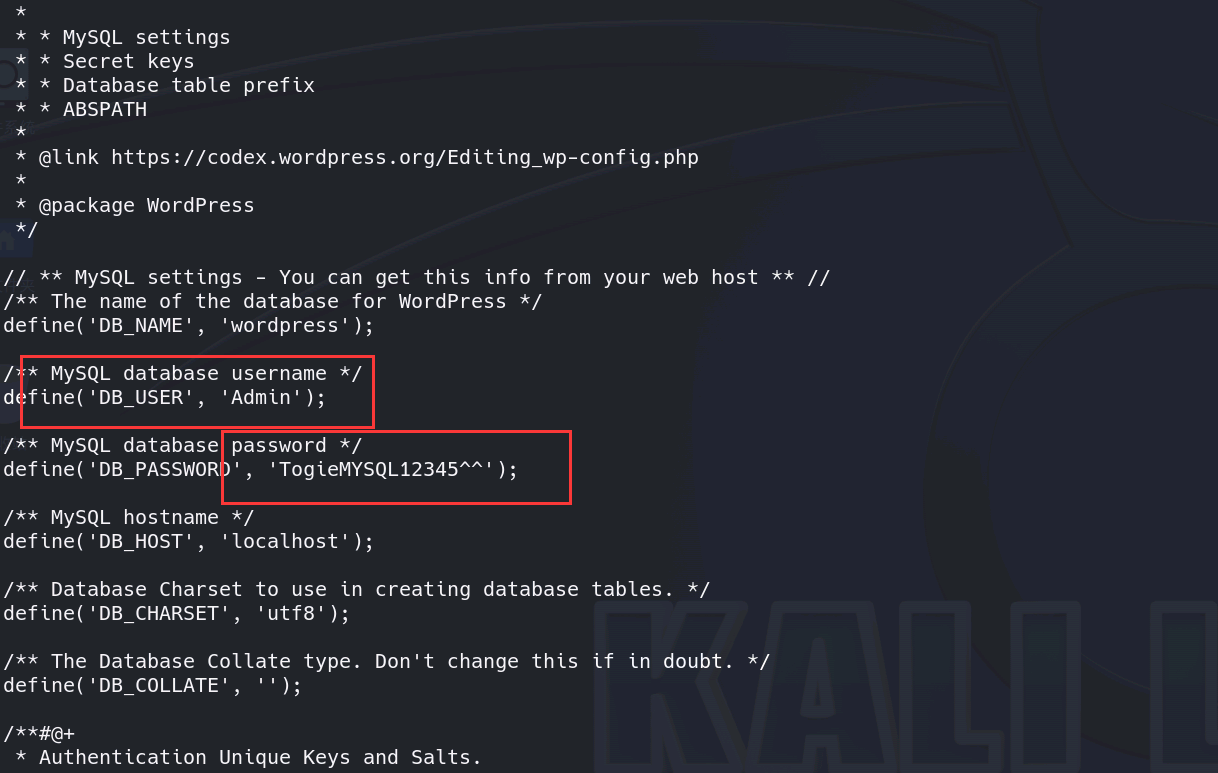 *
 * * MySQL settings
 * * Secret keys
 * * Database table prefix
 * * ABSPATH
 *
 * @link https://codex.wordpress.org/Editing_wp-config.php
 *
 * @package WordPress
 */
// ** MySQL settings - You can get this info from your web host ** //
/** The name of the database for WordPress */
define('DB_NAME', 'wordpress');
/** MySQL database username */
define('DB_USER', 'Admin');
/** MySQL database password */
define('DB_PASSWORD', 'TogieMYSQL12345^^');
/** MySQL hostname */
define('DB_HOST', 'localhost');
/** Database Charset to use in creating database tables. */
define('DB_CHARSET', 'utf8');
/** The Database Collate type. Don't change this if in doubt. */
define('DB_COLLATE', '');
/**#@+
 * Authentication Unique Keys and Salts.
KALI L